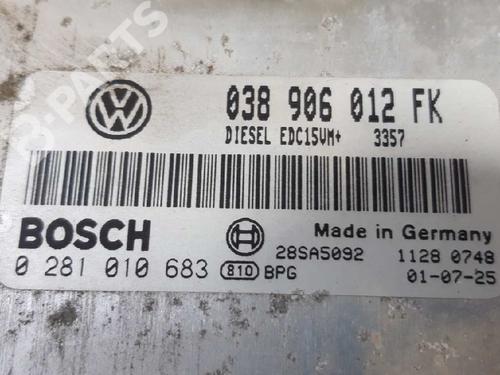 B-PARTS
038 906 012 FK
DIESEL EDC15VM+ 3357
BOSCH
Made in Germany
28SA5092 1128 0748
0 281 010 683 810 BPG 01-07-25